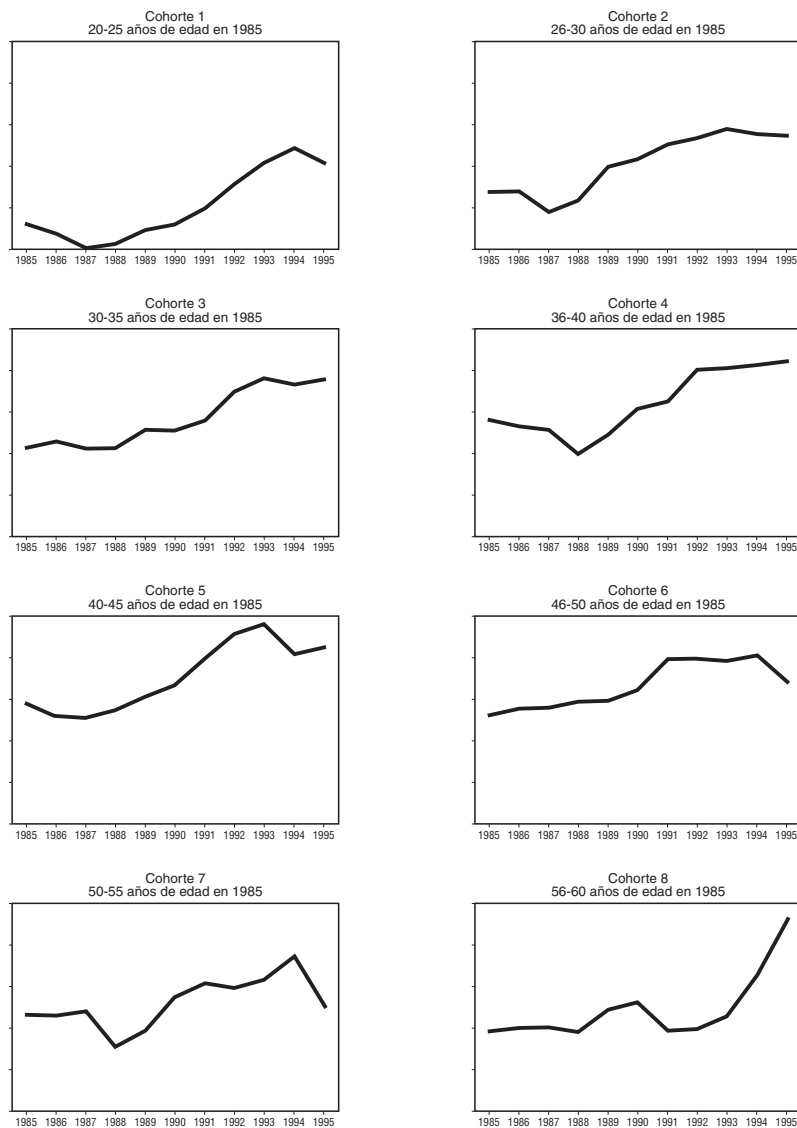 Cohorte 1
20-25 años de edad en 1985
1985 1986 1987 1988 1989 1990 1991 1992 1993 1994 1995
Cohorte 2
26-30 años de edad en 1985
1985 1986 1987 1988 1989 1990 1991 1992 1993 1994 1995
Cohorte 3
30-35 años de edad en 1985
1985 1986 1987 1988 1989 1990 1991 1992 1993 1994 1995
Cohorte 4
36-40 años de edad en 1985
1985 1986 1987 1988 1989 1990 1991 1992 1993 1994 1995
Cohorte 5
40-45 años de edad en 1985
1985 1986 1987 1988 1989 1990 1991 1992 1993 1994 1995
Cohorte 6
46-50 años de edad en 1985
1985 1986 1987 1988 1989 1990 1991 1992 1993 1994 1995
Cohorte 7
50-55 años de edad en 1985
1985 1986 1987 1988 1989 1990 1991 1992 1993 1994 1995
Cohorte 8
56-60 años de edad en 1985
1985 1986 1987 1988 1989 1990 1991 1992 1993 1994 1995